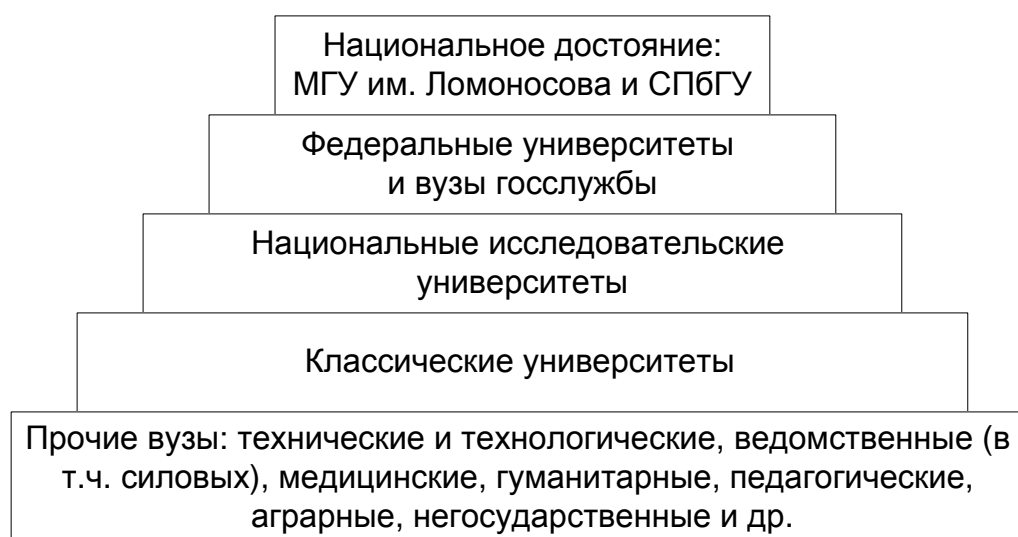 Национальное достояние:
МГУ им. Ломоносова и СПбГУ
Федеральные университеты
и вузы госслужбы
Национальные исследовательские
университеты
Классические университеты
Прочие вузы: технические и технологические, ведомственные (в
т.ч. силовых), медицинские, гуманитарные, педагогические,
аграрные, негосударственные и др.